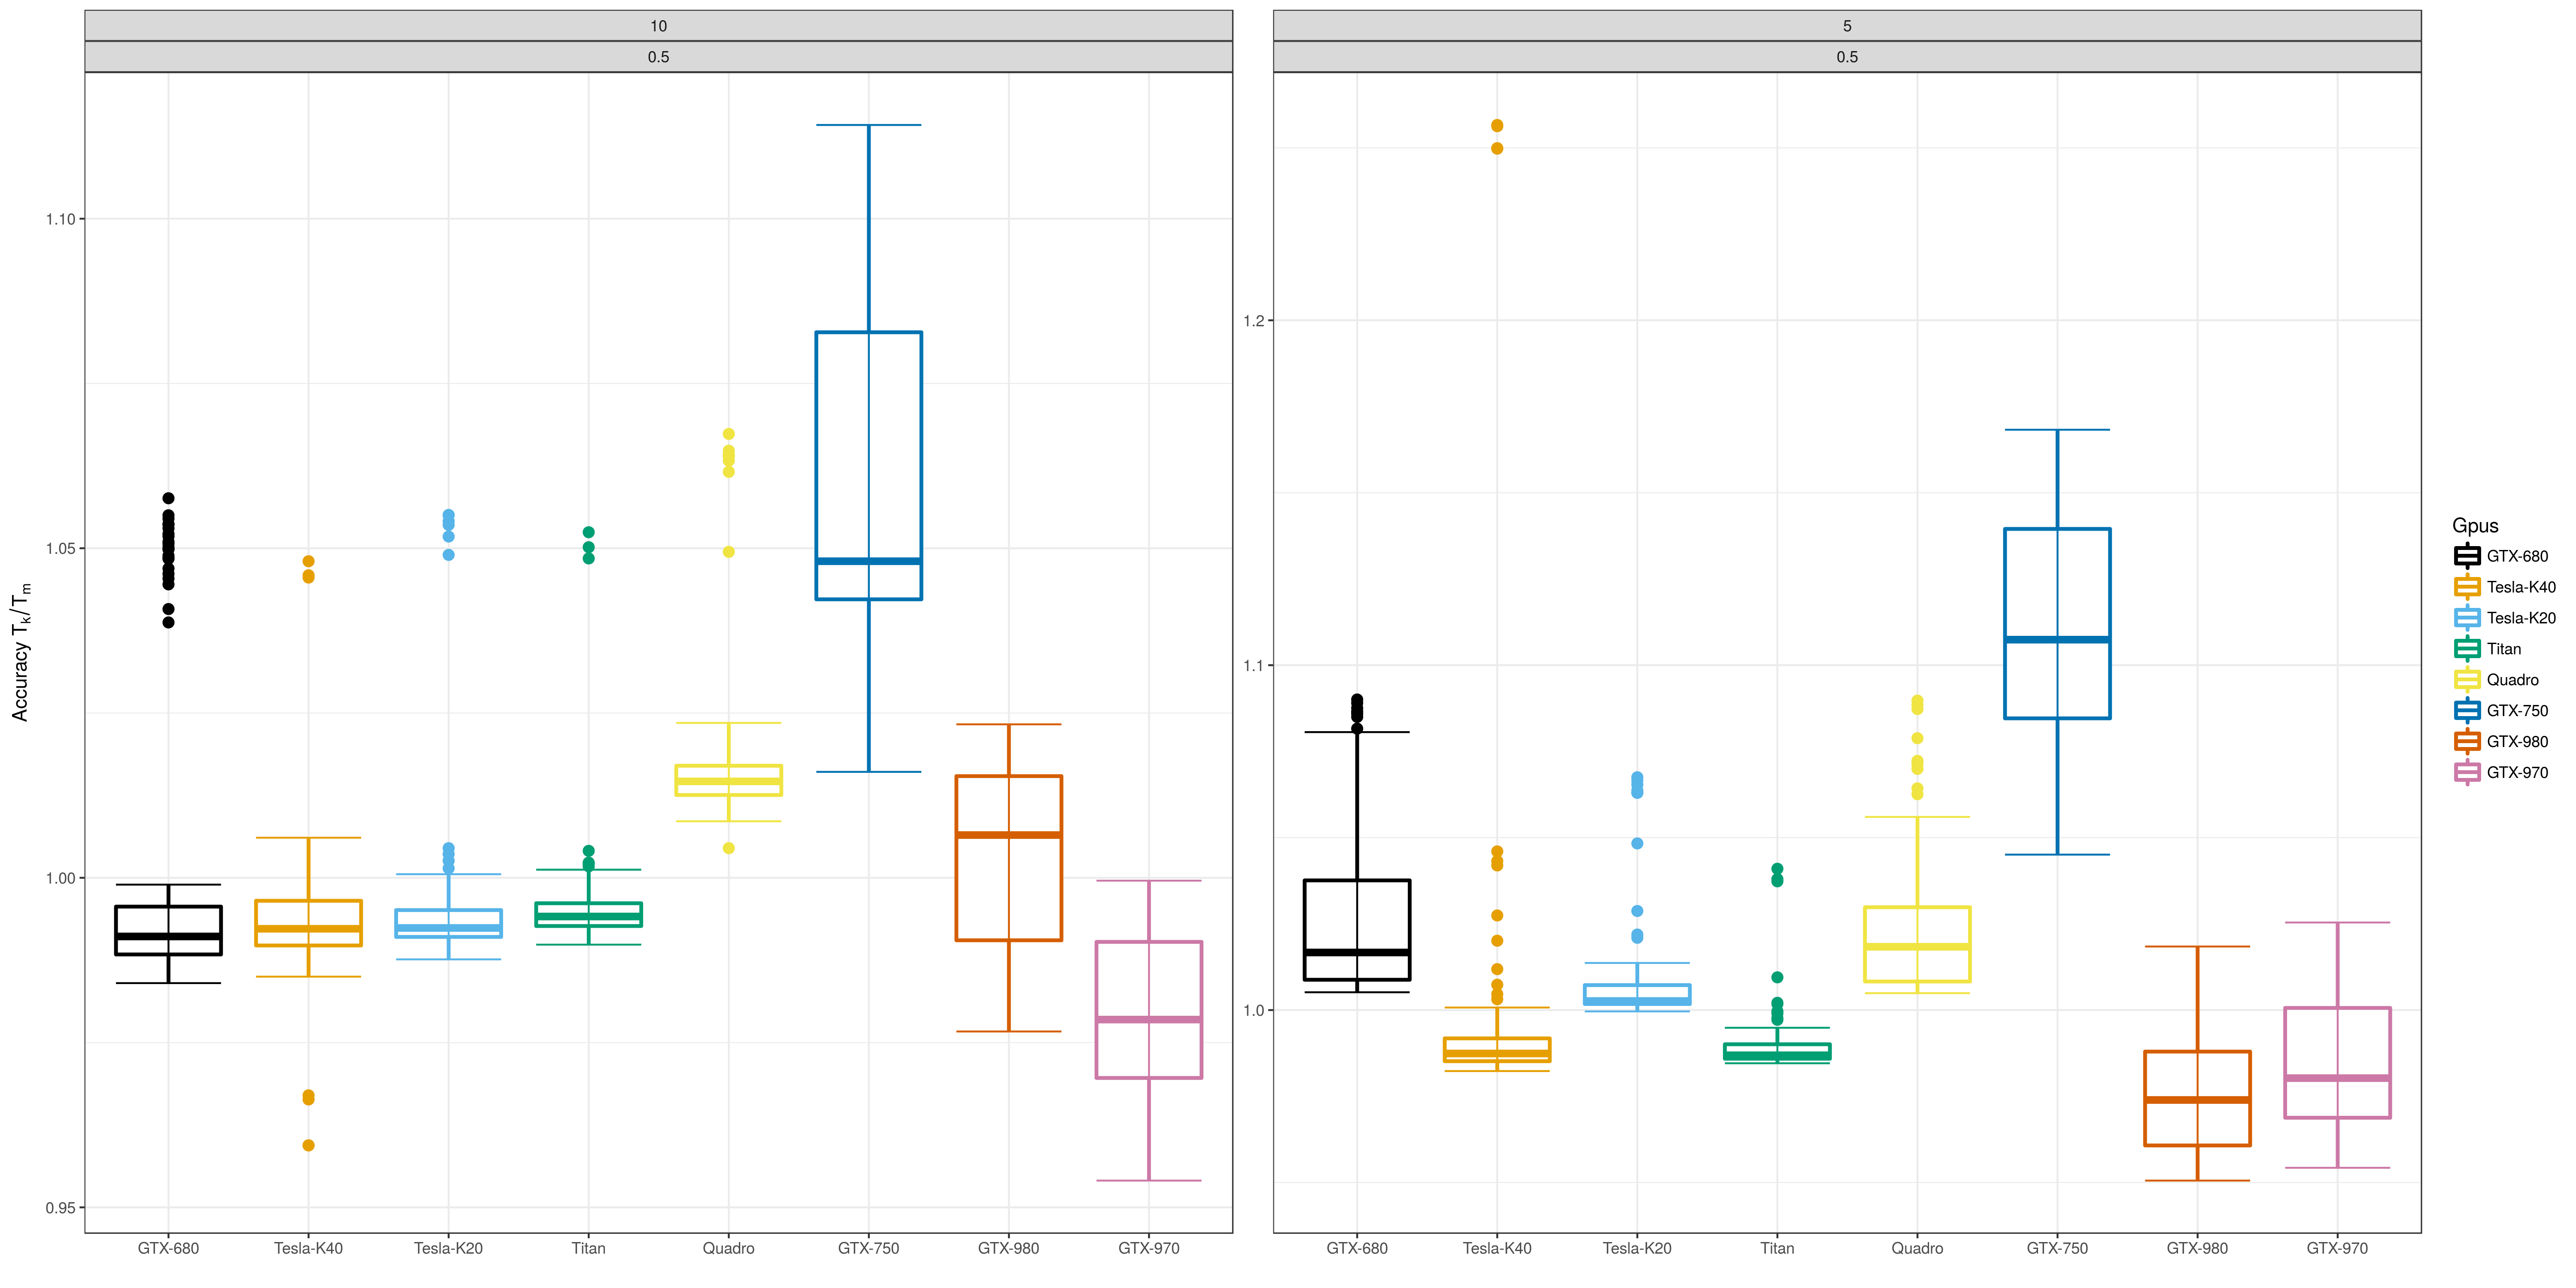 10
0.5
5
0.5
Accuracy Tk/Tm
1.10
1.05
1.00
0.95
GTX-680
Tesla-K40
Tesla-K20
Titan
Quadro
GTX-750
GTX-980
GTX-970
1.2
1.1
1.0
GTX-680
Tesla-K40
Tesla-K20
Titan
Quadro
GTX-750
GTX-980
GTX-970
Gpus
GTX-680
Tesla-K40
Tesla-K20
Titan
Quadro
GTX-750
GTX-980
GTX-970